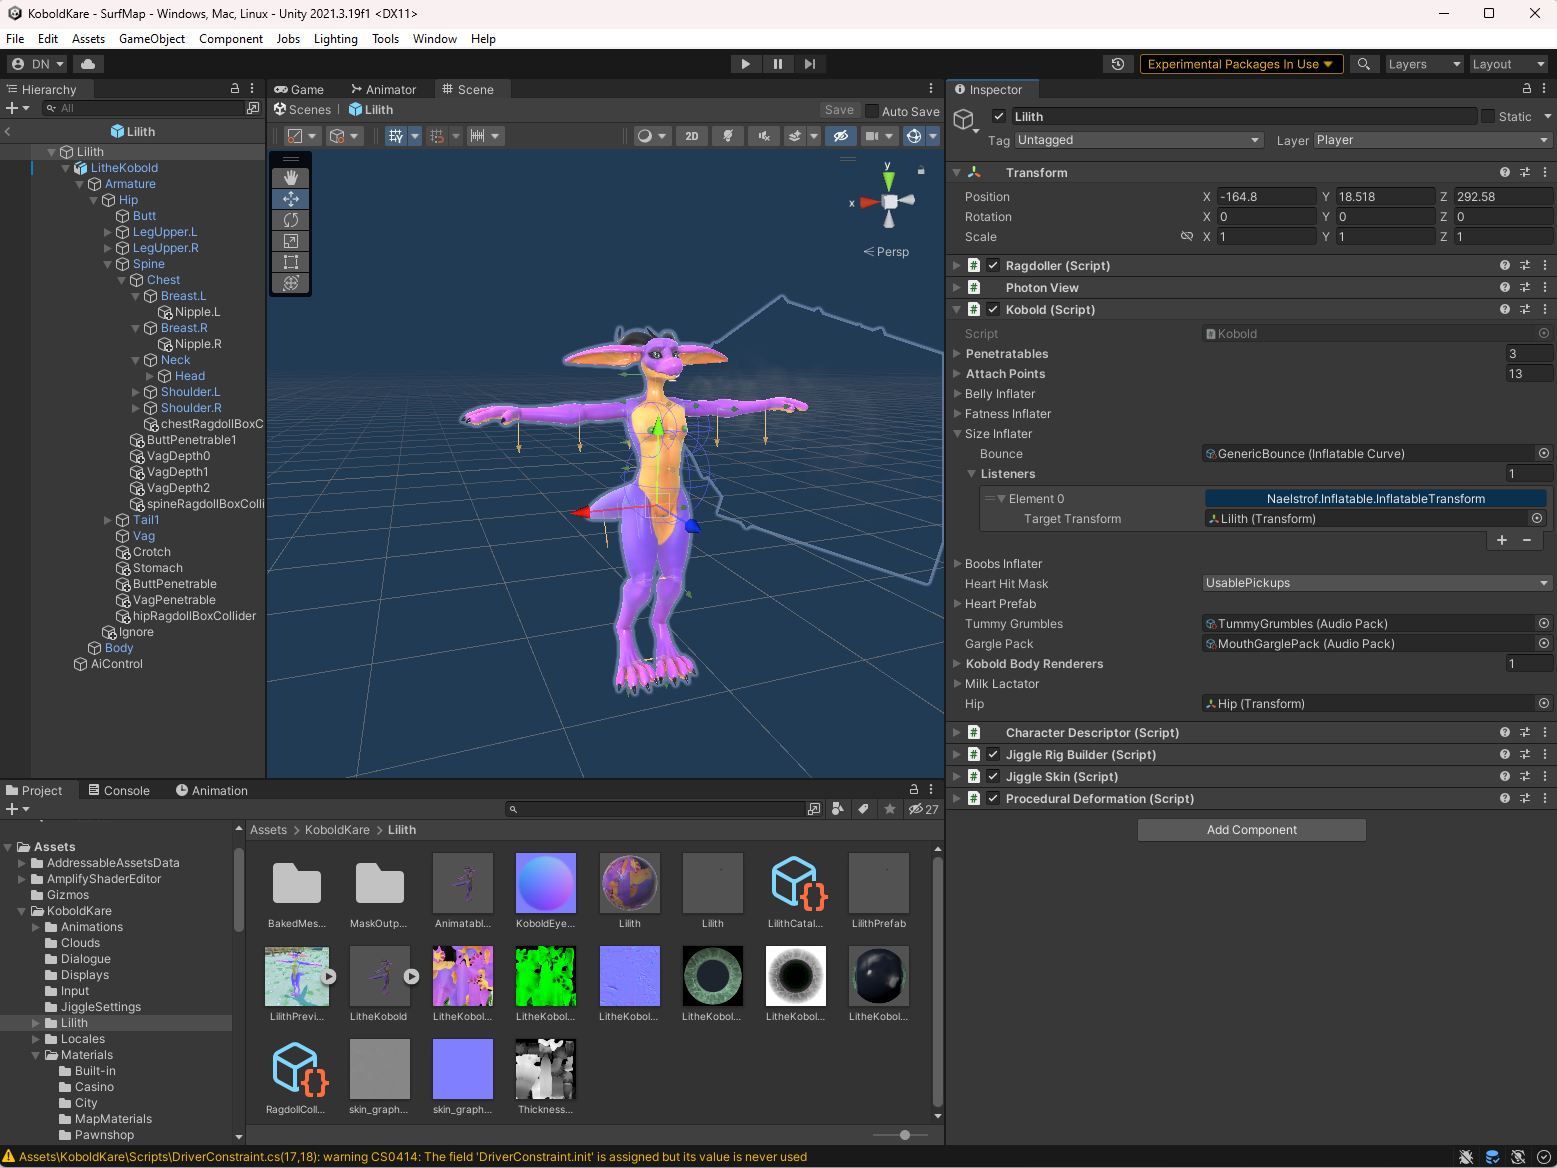 KoboldKare - SurfMap - Windows, Mac, Linux - Unity 2021.3.19f1 <DX11>
File Edit Assets GameObject Component Jobs Lighting Tools Window Help
DN
Experimental Packages In Use
Layers
Layout
Hierarchy
All
Lilith
Lilith
LitheKobold
Armature
Hip
Butt
LegUpper.L
LegUpper.R
Spine
Chest
Breast.L
Nipple.L
Breast.R
Nipple.R
Neck
Head
Shoulder.L
Shoulder.R
chestRagdollBoxC
ButtPenetrable1
VagDepth0
VagDepth1
VagDepth2
spineRagdollBoxColli
Tail1
Vag
Crotch
Stomach
ButtPenetrable
VagPenetrable
hipRagdollBoxCollider
Ignore
Body
AiControl
Game Animator Scene
Scenes Lilith
Save Auto Save
2D
y
x
Persp
Inspector
Lilith Static
Tag Untagged Layer Player
Transform
Position X -164.8 Y 18.518 Z 292.58
Rotation X 0 Y 0 Z 0
Scale X 1 Y 1 Z 1
Ragdoller (Script)
Photon View
Kobold (Script)
Script Kobold
Penetratables 3
Attach Points 13
Belly Inflater
Fatness Inflater
Size Inflater
Bounce GenericBounce (Inflatable Curve)
Listeners 1
Element 0 Naelstrof.Inflatable.InflatableTransform
Target Transform Lilith (Transform)
Boobs Inflater
Heart Hit Mask UsablePickups
Heart Prefab
Tummy Grumbles TummyGrumbles (Audio Pack)
Gargle Pack MouthGarglePack (Audio Pack)
Kobold Body Renderers 1
Milk Lactator
Hip Hip (Transform)
Character Descriptor (Script)
Jiggle Rig Builder (Script)
Jiggle Skin (Script)
Procedural Deformation (Script)
Add Component
Project Console Animation
27
Assets
AddressableAssetsData
AmplifyShaderEditor
Gizmos
KoboldKare
Animations
Clouds
Dialogue
Displays
Input
JiggleSettings
Lilith
Locales
Materials
Built-in
Casino
City
MapMaterials
Pawnshop
Assets > KoboldKare > Lilith
BakedMes... MaskOutp... Animatabl... KoboldEye... Lilith Lilith LilithCatal... LilithPrefab
LilithPrevi... LitheKobold LitheKobol... LitheKobol... LitheKobol... LitheKobol... LitheKobol... LitheKobol...
RagdollColl... skin_graph... skin_graph... Thickness...
Assets\KoboldKare\Scripts\DriverConstraint.cs(17,18): warning CS0414: The field 'DriverConstraint.init' is assigned but its value is never used